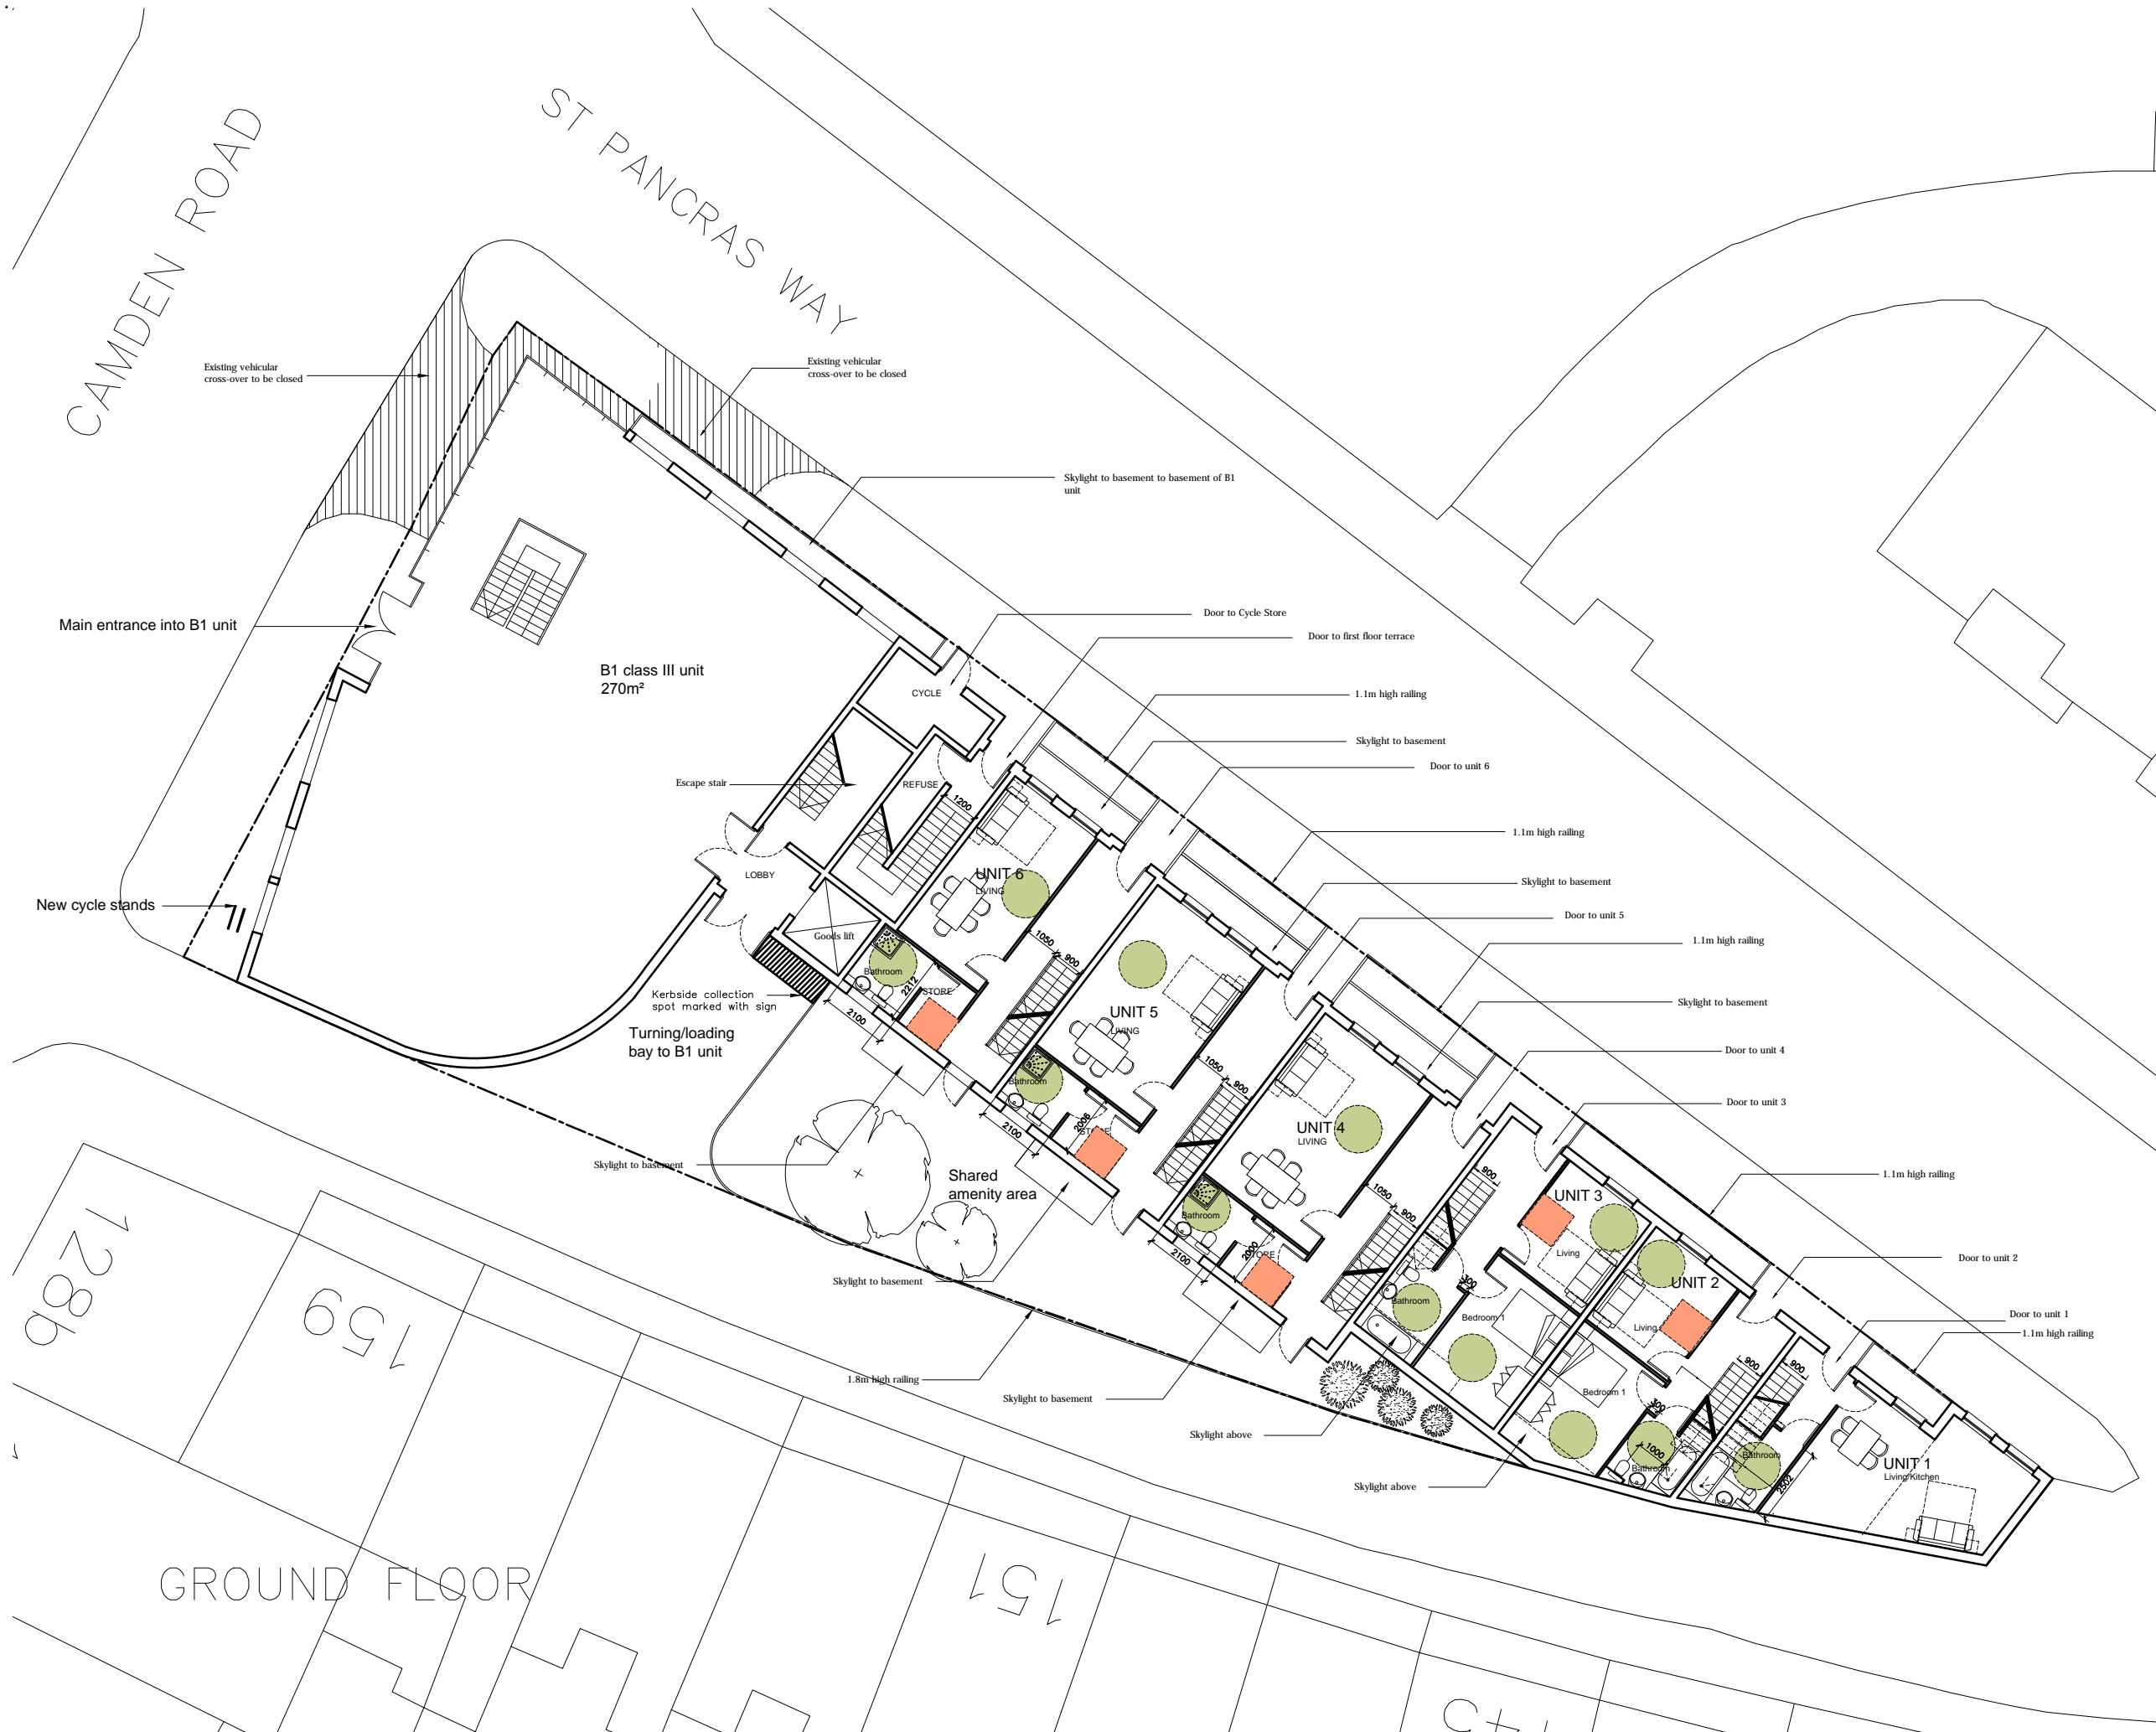 CAMDEN ROAD
ST PANCRAS WAY
Existing vehicular
cross-over to be closed
Existing vehicular
cross-over to be closed
Skylight to basement to basement of B1
unit
Main entrance into B1 unit
B1 class III unit
270m²
Door to Cycle Store
Door to first floor terrace
CYCLE
1.1m high railing
Skylight to basement
Door to unit 6
Escape stair
REFUSE
1200
1.1m high railing
LOBBY
UNIT 6
LIVING
Skylight to basement
New cycle stands
Door to unit 5
Goods lift
1050
900
1.1m high railing
Bathroom
2212
STORE
Kerbside collection
spot marked with sign
2100
Skylight to basement
UNIT 5
LIVING
Turning/loading
bay to B1 unit
1050
900
Door to unit 4
Bathroom
2006
STORE
2100
Door to unit 3
UNIT 4
LIVING
Skylight to basement
Shared
amenity area
1.1m high railing
900
1050
900
UNIT 3
Bathroom
2000
STORE
2100
Living
Door to unit 2
Skylight to basement
UNIT 2
300
Bathroom
Bedroom 1
Living
Door to unit 1
1.1m high railing
1.8m high railing
Skylight to basement
Bedroom 1
900
900
300
Skylight above
1000
Bathroom
Bathroom
2502
UNIT 1
Living/Kitchen
Skylight above
128b
159
151
GROUND FLOOR